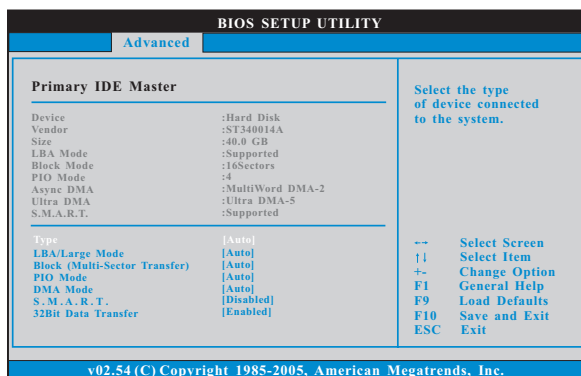 BIOS SETUP UTILITY
Advanced
Primary IDE Master
Device :Hard Disk
Vendor :ST340014A
Size :40.0 GB
LBA Mode :Supported
Block Mode :16Sectors
PIO Mode :4
Async DMA :MultiWord DMA-2
Ultra DMA :Ultra DMA-5
S.M.A.R.T. :Supported
Type [Auto]
LBA/Large Mode [Auto]
Block (Multi-Sector Transfer) [Auto]
PIO Mode [Auto]
DMA Mode [Auto]
S.M.A.R.T. [Disabled]
32Bit Data Transfer [Enabled]
Select the type
of device connected
to the system.
←→ Select Screen
↑↓ Select Item
+- Change Option
F1 General Help
F9 Load Defaults
F10 Save and Exit
ESC Exit
v02.54 (C) Copyright 1985-2005, American Megatrends, Inc.